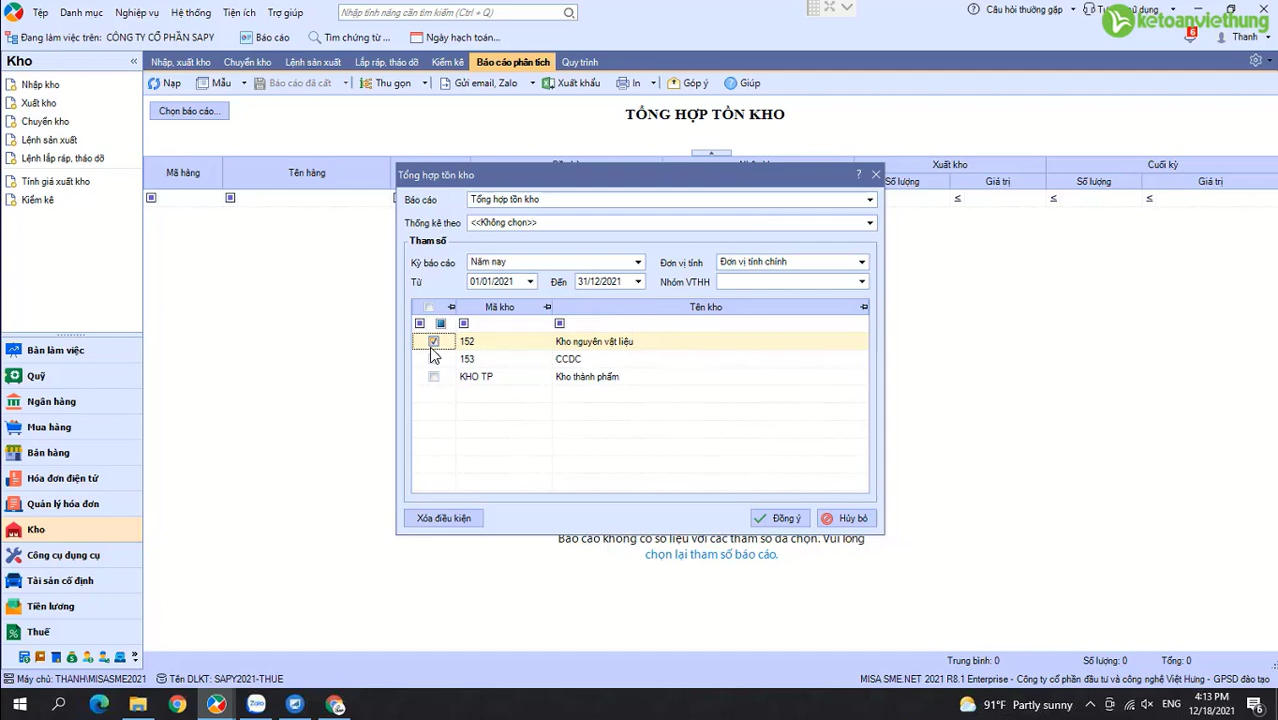 Tệp Danh mục Nghiệp vụ Hệ thống Tiện ích Trợ giúp
Nhập tính năng cần tìm kiếm (Ctrl + Q)
Câu hỏi thường gặp
ketoanviethung
Đang làm việc trên: CÔNG TY CỔ PHẦN SAPY
Báo cáo Tìm chứng từ ... Ngày hạch toán...
6
Thanh
Kho «
Nhập, xuất kho Chuyển kho Lệnh sản xuất Lắp ráp, tháo dỡ Kiểm kê Báo cáo phân tích Quy trình
Nạp Mẫu Báo cáo đã cất Thu gọn Gửi email, Zalo Xuất khẩu In Góp ý Giúp
Nhập kho
Xuất kho
Chuyển kho
Lệnh sản xuất
Lệnh lắp ráp, tháo dỡ
Tính giá xuất kho
Kiểm kê
Chọn báo cáo...
TỔNG HỢP TỒN KHO
Mã hàng Tên hàng Xuất kho Cuối kỳ
Số lượng Giá trị Số lượng Giá trị
≤ ≤ ≤
Tổng hợp tồn kho ?
Báo cáo Tổng hợp tồn kho
Thống kê theo <<Không chọn>>
Tham số
Kỳ báo cáo Năm nay Đơn vị tính Đơn vị tính chính
Từ 01/01/2021 Đến 31/12/2021 Nhóm VTHH
Mã kho Tên kho
152 Kho nguyên vật liệu
153 CCDC
KHO TP Kho thành phẩm
Xóa điều kiện Đồng ý Hủy bỏ
Báo cáo không có số liệu với các tham số đã chọn. Vui lòng
chọn lại tham số báo cáo.
Bàn làm việc
Quỹ
Ngân hàng
Mua hàng
Bán hàng
Hóa đơn điện tử
Quản lý hóa đơn
Kho
Công cụ dụng cụ
Tài sản cố định
Tiền lương
Thuế
Trung bình: 0 Số lượng: 0 Tổng: 0
Máy chủ: THANH\MISASME2021 Tên DLKT: SAPY2021-THUE
MISA SME.NET 2021 R8.1 Enterprise - Công ty cổ phần đầu tư và công nghệ Việt Hưng - GPSD đào tạo
Zalo
91°F Partly sunny
ENG
4:13 PM
12/18/2021
6